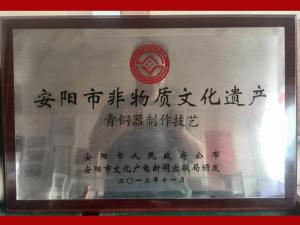 安阳市非物质文化遗产
青铜器制作技艺
安阳市人民政府公布
安阳市文化广电新闻出版局颁发
二〇一三年十一月